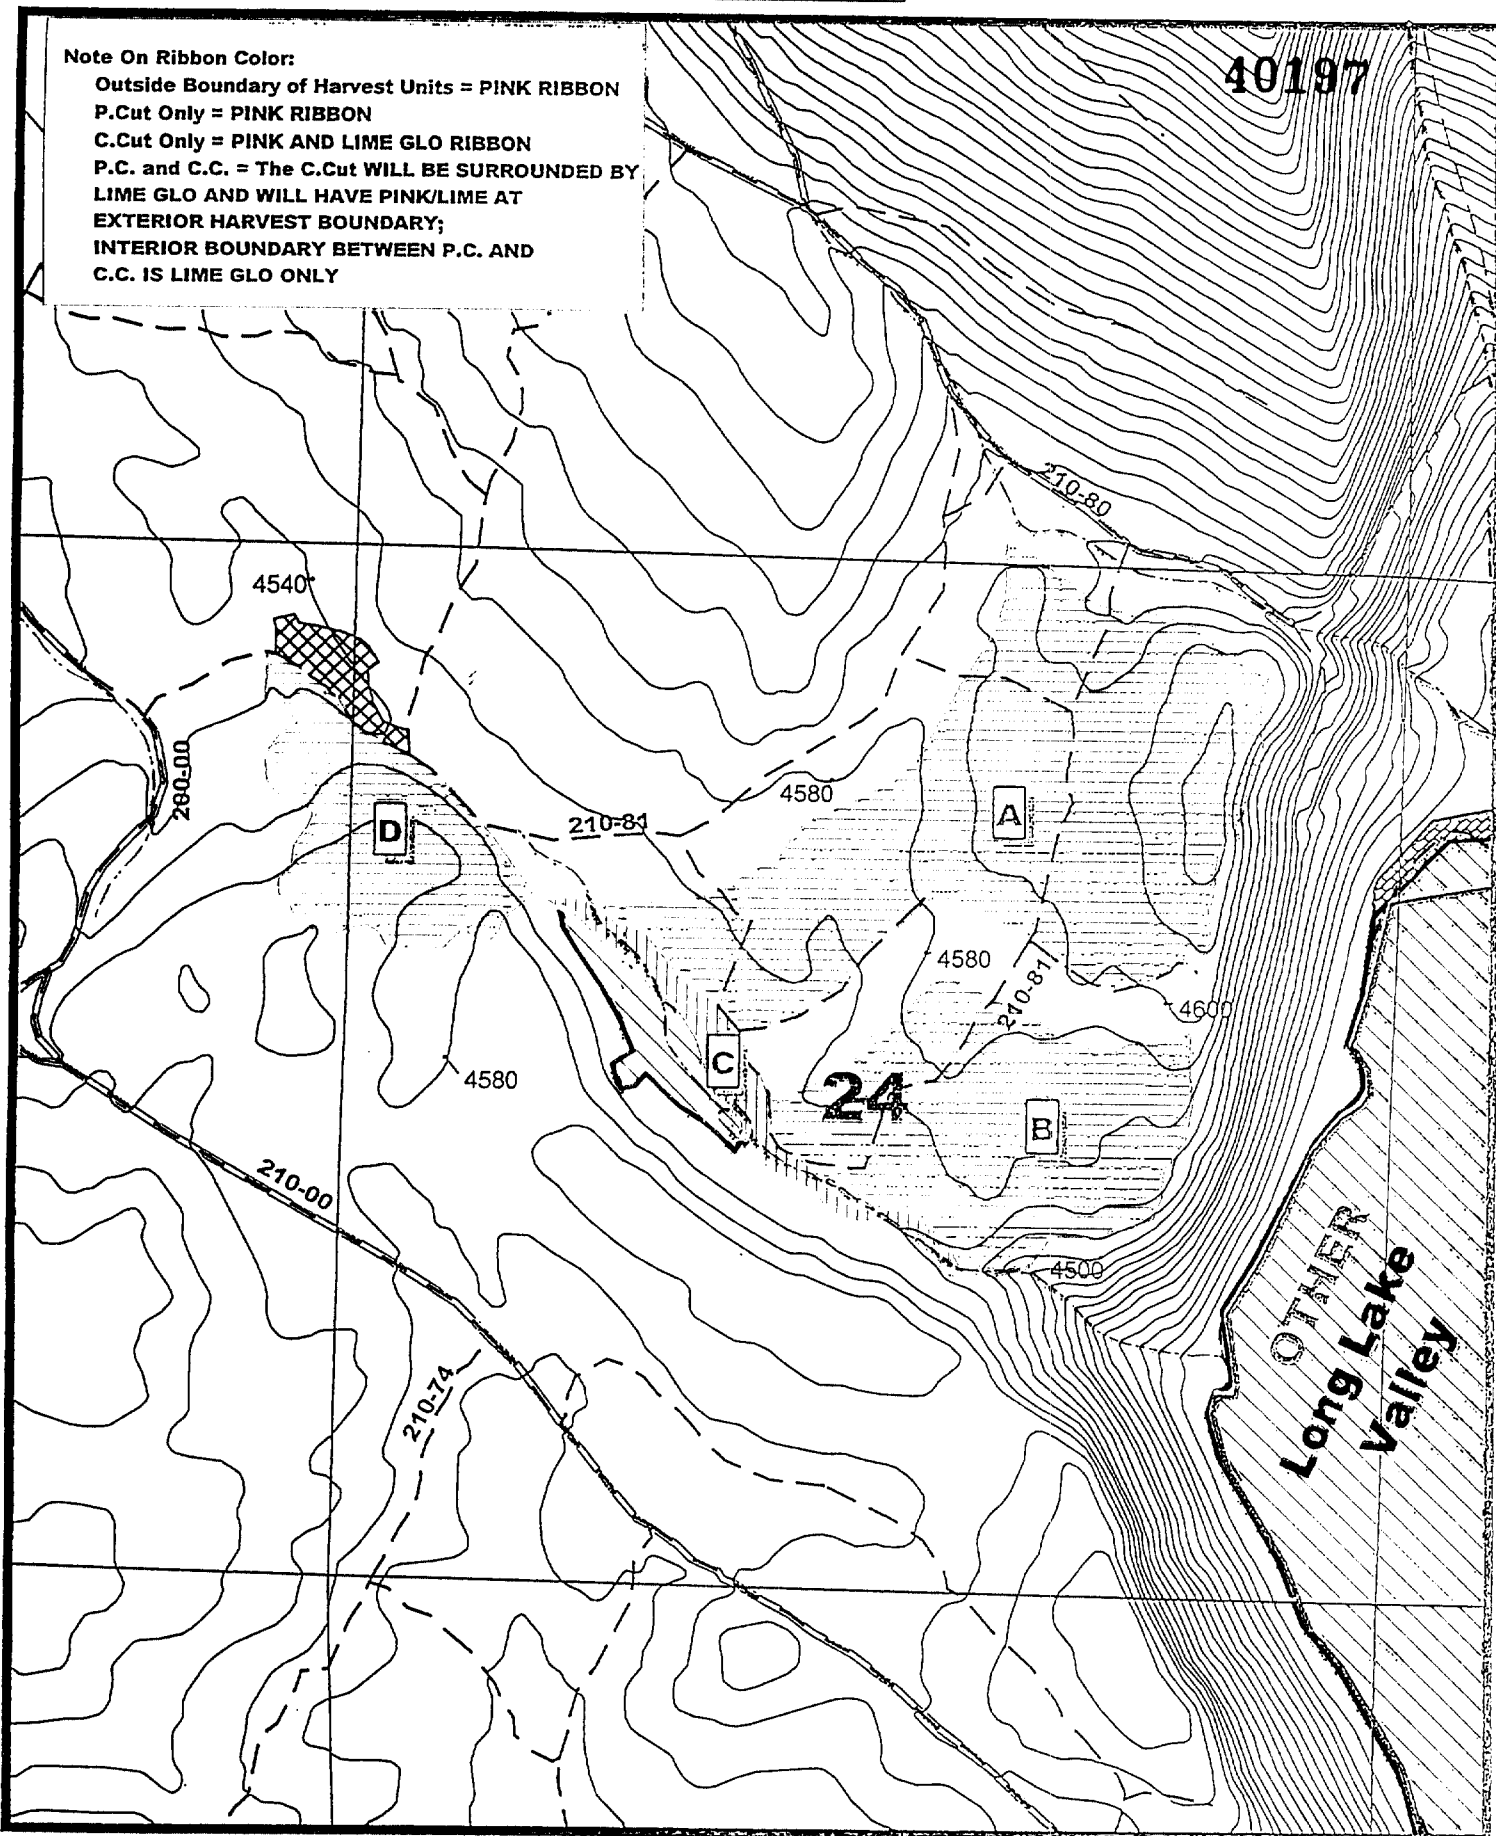 Note On Ribbon Color:
Outside Boundary of Harvest Units = PINK RIBBON
P.Cut Only = PINK RIBBON
C.Cut Only = PINK AND LIME GLO RIBBON
P.C. and C.C. = The C.Cut WILL BE SURROUNDED BY
LIME GLO AND WILL HAVE PINK/LIME AT
EXTERIOR HARVEST BOUNDARY;
INTERIOR BOUNDARY BETWEEN P.C. AND
C.C. IS LIME GLO ONLY
40197
210-80
4540
200-00
4580
A
D
210-81
4580
210-81
4600
C
24
4580
B
210-00
OTHER
4500
Long Lake
Valley
210-74